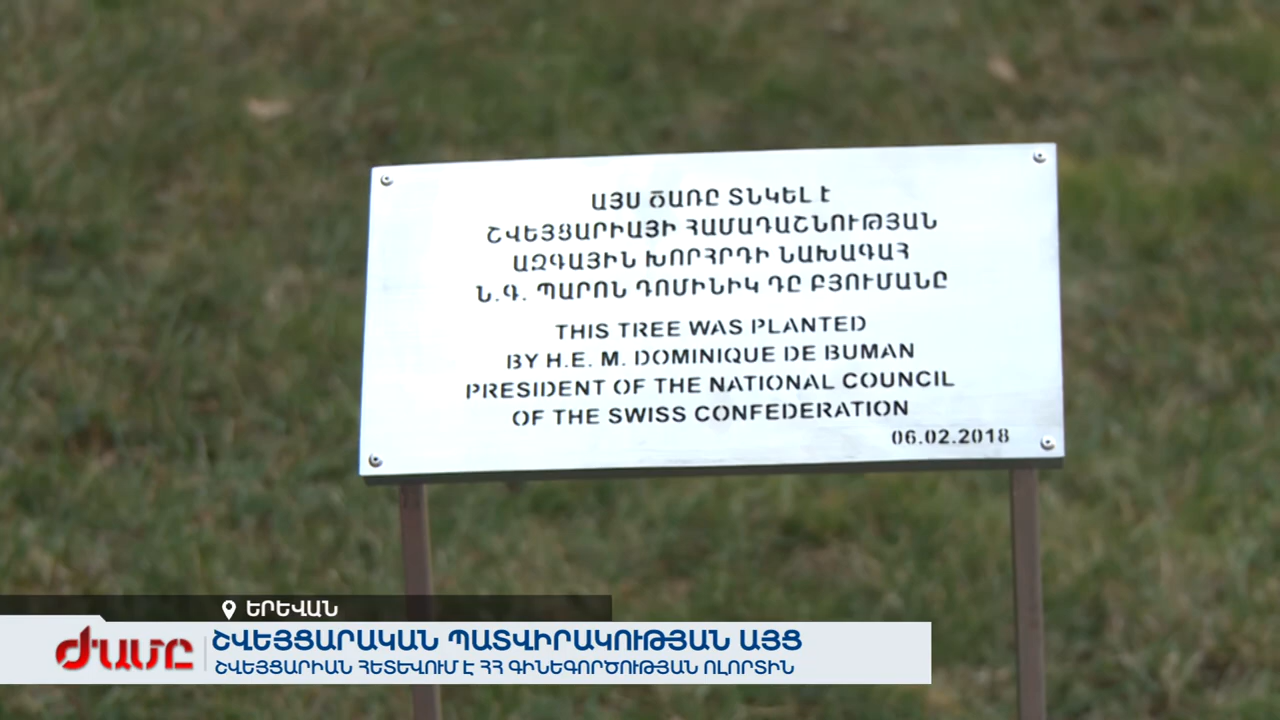 ԱՅՍ ԾԱՌԸ ՏՆԿԵԼ Է
ՇՎԵՅՑԱՐԻԱՅԻ ՀԱՄԱԴԱՇՆՈՒԹՅԱՆ
ԱԶԳԱՅԻՆ ԽՈՐՀՐԴԻ ՆԱԽԱԳԱՀ
Ն.Գ. ՊԱՐՈՆ ԴՈՄԻՆԻԿ ԴԸ ԲՅՈՒՄԱՆԸ
THIS TREE WAS PLANTED
BY H.E. M. DOMINIQUE DE BUMAN
PRESIDENT OF THE NATIONAL COUNCIL
OF THE SWISS CONFEDERATION
06.02.2018
ԵՐԵՎԱՆ
ԺԱՄԸ
ՇՎԵՅՑԱՐԱԿԱՆ ՊԱՏՎԻՐԱԿՈՒԹՅԱՆ ԱՅՑ
ՇՎԵՅՑԱՐԻԱՆ ՀԵՏԵՎՈՒՄ Է ՀՀ ԳԻՆԵԳՈՐԾՈՒԹՅԱՆ ՈԼՈՐՏԻՆ